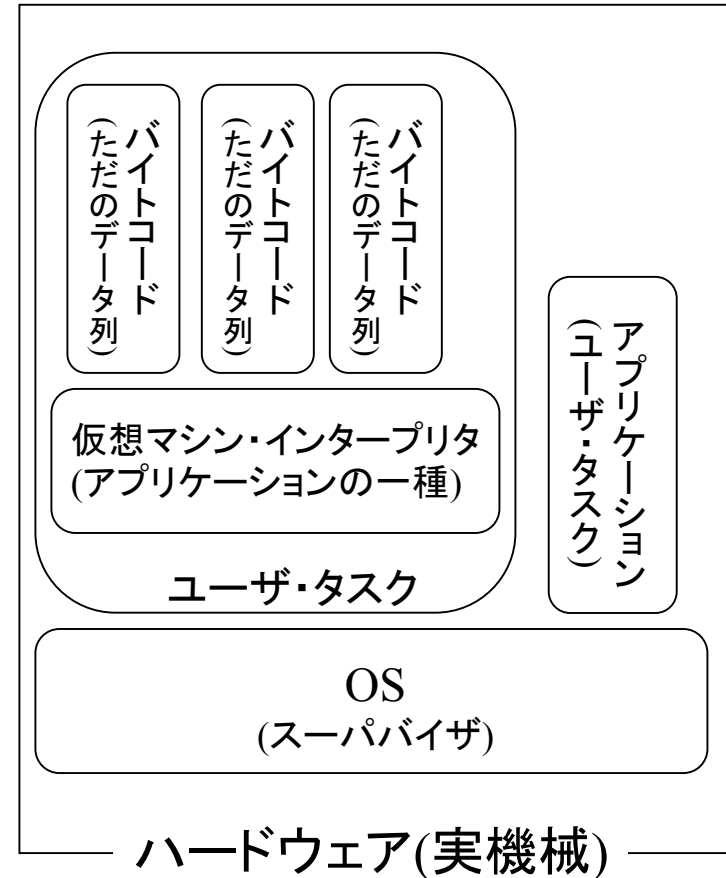 バイトコード
(ただのデータ列)
バイトコード
(ただのデータ列)
バイトコード
(ただのデータ列)
仮想マシン・インタープリタ
(アプリケーションの一種)
ユーザ・タスク
アプリケーション
(ユーザ・タスク)
OS
(スーパバイザ)
ハードウェア(実機械)